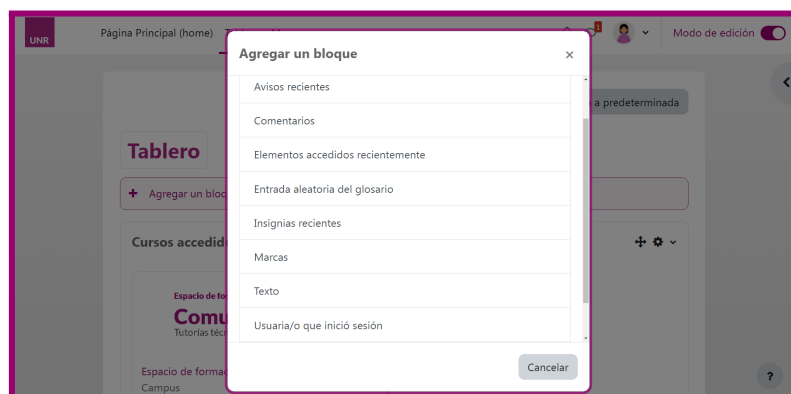 UNR
Página Principal (home)
1
Modo de edición
Agregar un bloque
×
a predeterminada
Avisos recientes
Comentarios
Tablero
Elementos accedidos recientemente
+ Agregar un bloq
Entrada aleatoria del glosario
Insignias recientes
Cursos accedid
Marcas
Texto
Espacio de fo
Comu
Tutorías téc
Usuaria/o que inició sesión
Cancelar
Espacio de forma
Campus
?